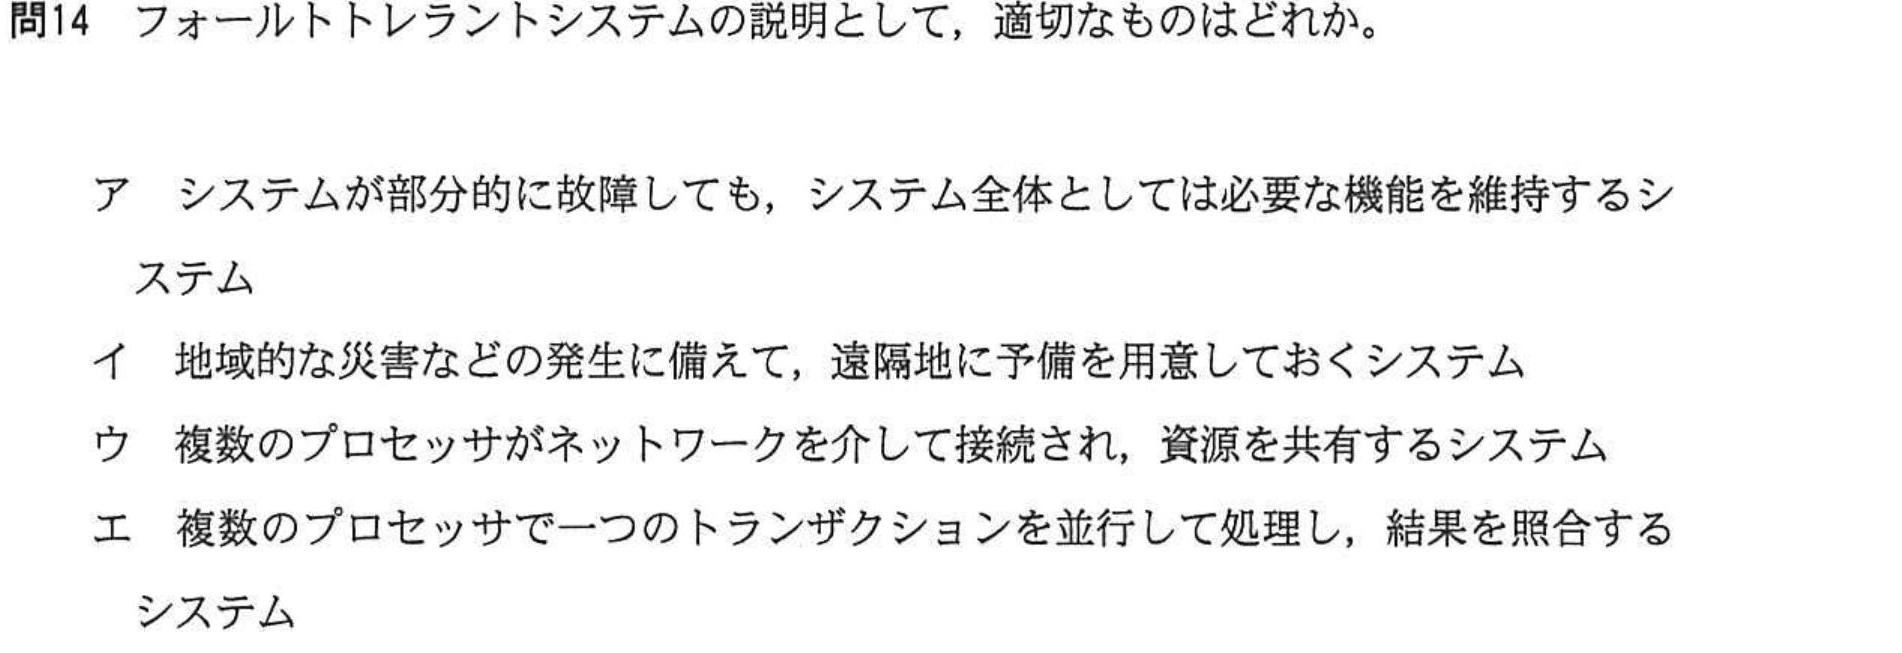 問14　フォールトトレラントシステムの説明として，適切なものはどれか。
ア　システムが部分的に故障しても，システム全体としては必要な機能を維持するシ
ステム
イ　地域的な災害などの発生に備えて，遠隔地に予備を用意しておくシステム
ウ　複数のプロセッサがネットワークを介して接続され，資源を共有するシステム
エ　複数のプロセッサで一つのトランザクションを並行して処理し，結果を照合する
システム